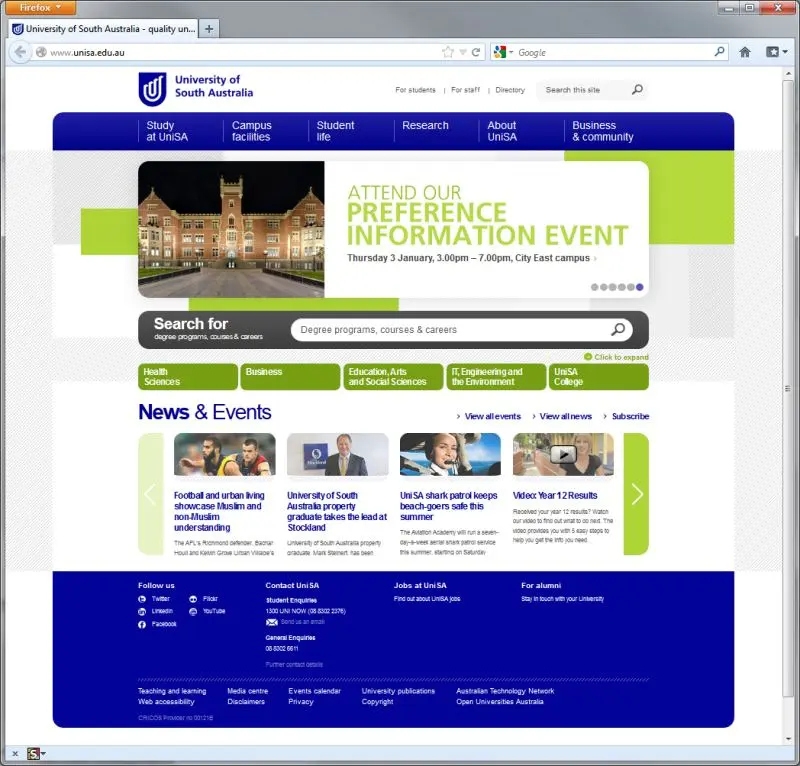 Firefox
University of South Australia - quality un...
www.unisa.edu.au
Google
University of
South Australia
For students | For staff | Directory
Search this site
Study
at UniSA
Campus
facilities
Student
life
Research
About
UniSA
Business
& community
ATTEND OUR
PREFERENCE
INFORMATION EVENT
Thursday 3 January, 3.00pm – 7.00pm, City East campus ›
Search for
degree programs, courses & careers
Degree programs, courses & careers
Click to expand
Health
Sciences
Business
Education, Arts
and Social Sciences
IT, Engineering and
the Environment
UniSA
College
News & Events
› View all events › View all news › Subscribe
Football and urban living
showcase Muslim and
non-Muslim
understanding
The AFL's Richmond defender, Bachar
Houli and Kelvin Grove Urban Village's
University of South
Australia property
graduate takes the lead at
Stockland
University of South Australia property
graduate, Mark Steinert, has been
UniSA shark patrol keeps
beach-goers safe this
summer
The Aviation Academy will run a seven-
day-a-week aerial shark patrol service
this summer, starting on Saturday
Video: Year 12 Results
Received your year 12 results? Watch
our video to find out what to do next. The
video provides you with 5 easy steps to
help you get the info you need.
Follow us
Twitter
Flickr
LinkedIn
YouTube
Facebook
Contact UniSA
Student Enquiries
1300 UNI NOW (08 8302 2376)
Send us an email
General Enquiries
08 8302 6611
Further contact details
Jobs at UniSA
Find out about UniSA jobs
For alumni
Stay in touch with your University
Teaching and learning
Web accessibility
Media centre
Disclaimers
Events calendar
Privacy
University publications
Copyright
Australian Technology Network
Open Universities Australia
CRICOS Provider no 00121B